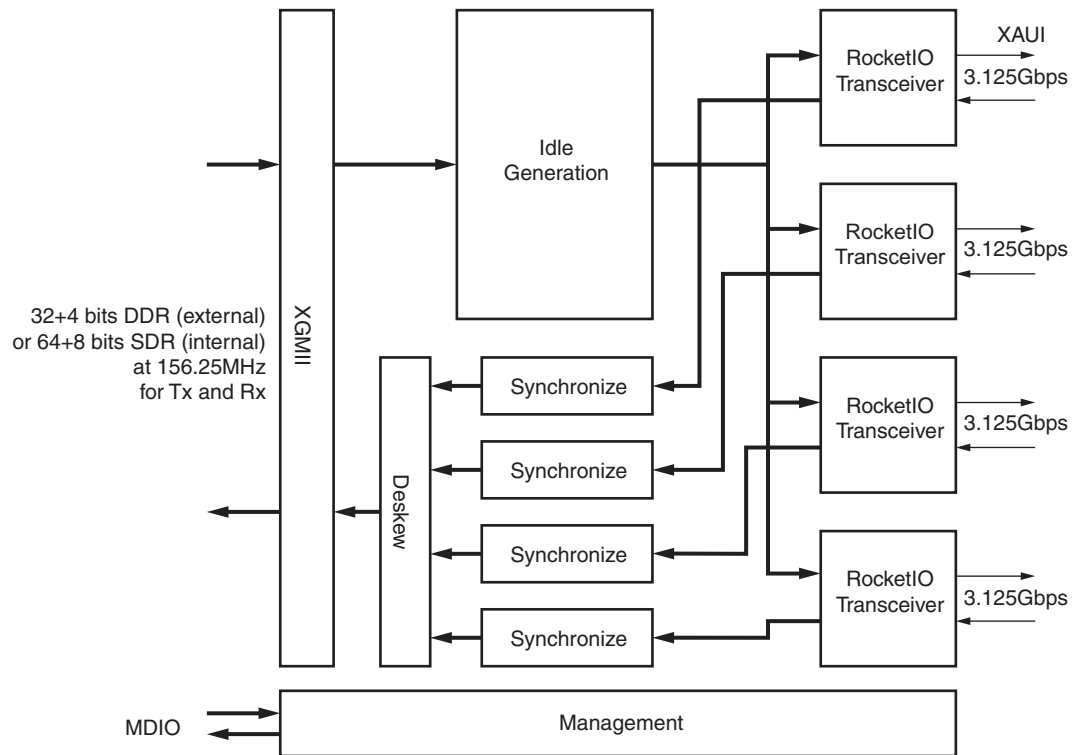 XAUI
RocketIO
Transceiver
3.125Gbps
Idle
Generation
RocketIO
Transceiver
3.125Gbps
32+4 bits DDR (external)
or 64+8 bits SDR (internal)
at 156.25MHz
for Tx and Rx
XGMII
Deskew
Synchronize
Synchronize
Synchronize
Synchronize
RocketIO
Transceiver
3.125Gbps
RocketIO
Transceiver
3.125Gbps
MDIO
Management